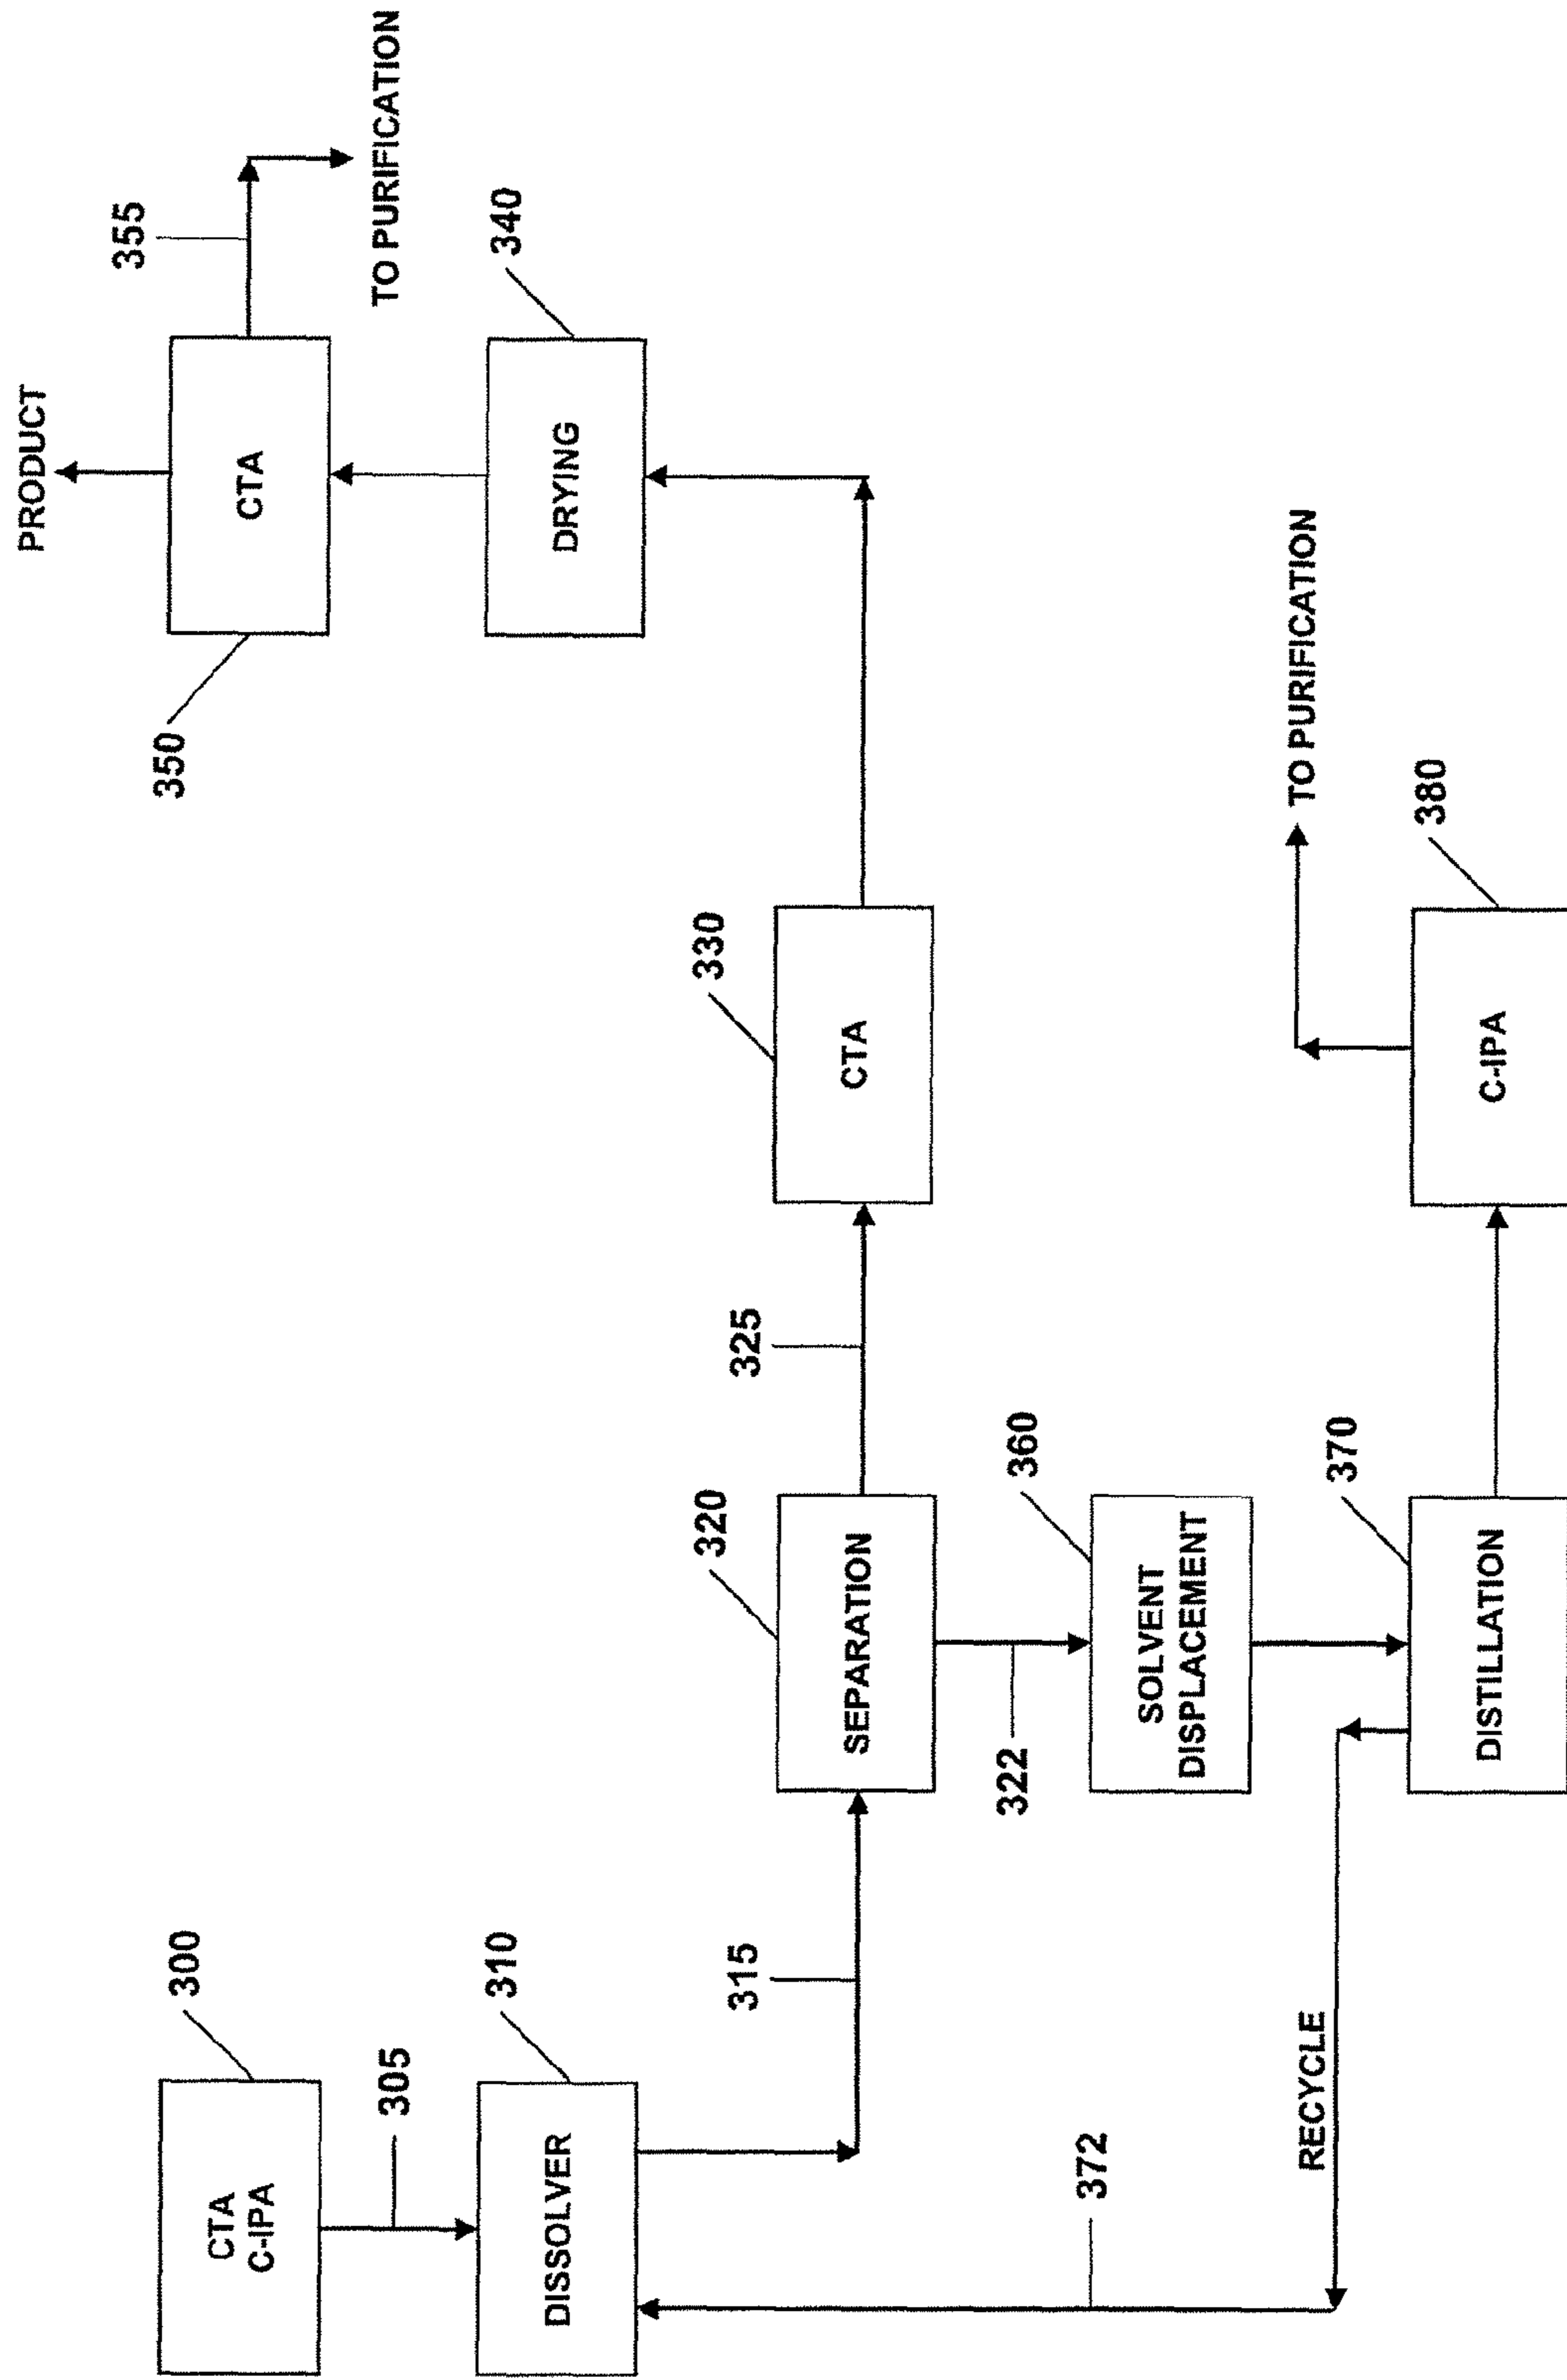 300
CTA
C-IPA
305
310
DISSOLVER
315
320
SEPARATION
325
330
CTA
340
DRYING
350
CTA
PRODUCT
355
TO PURIFICATION
322
360
SOLVENT
DISPLACEMENT
370
DISTILLATION
RECYCLE
372
380
C-IPA
TO PURIFICATION